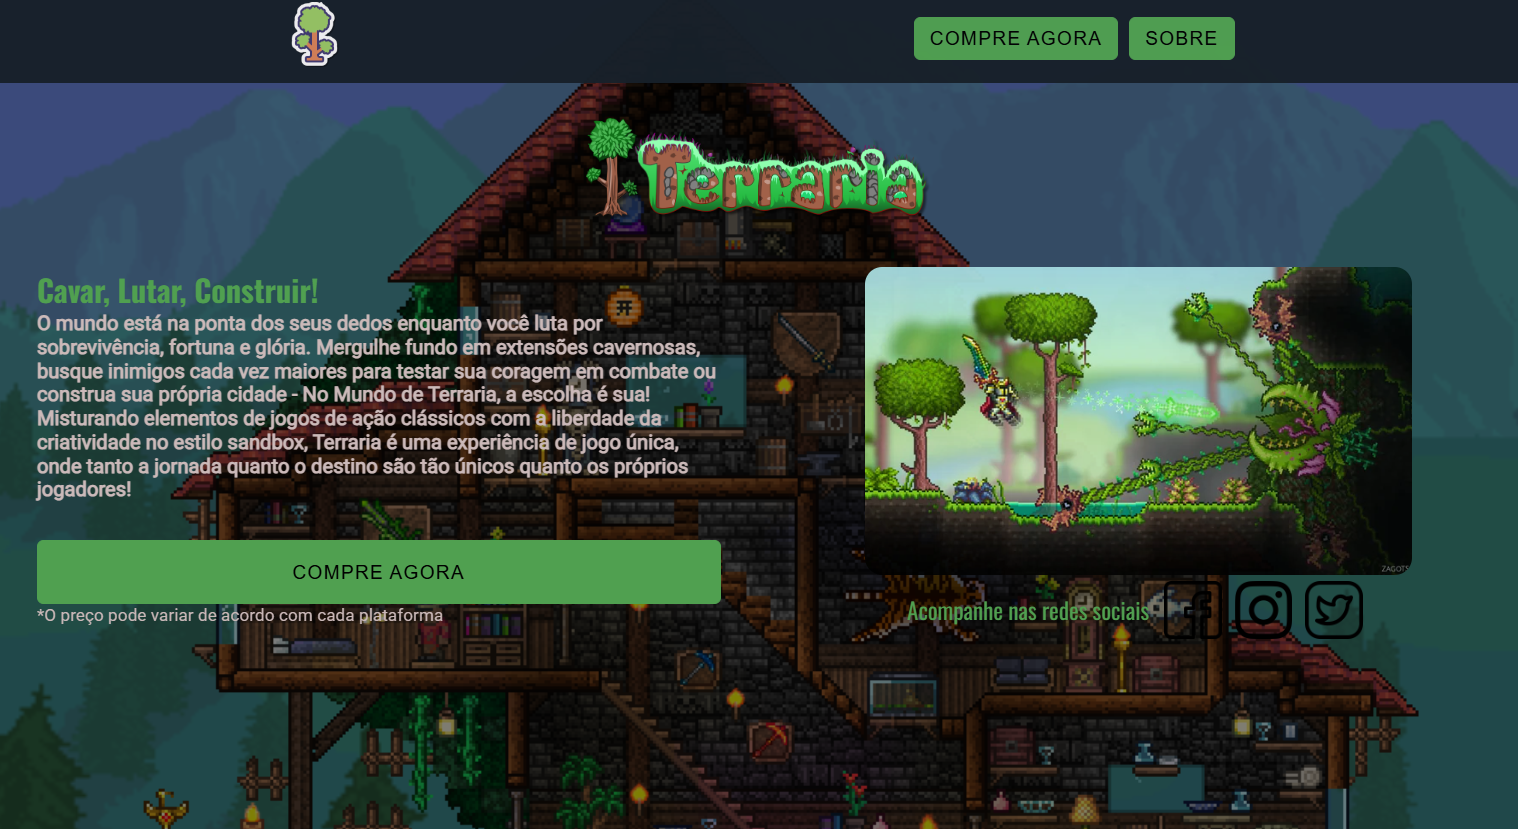 COMPRE AGORA
SOBRE
Terraria
Cavar, Lutar, Construir!
O mundo está na ponta dos seus dedos enquanto você luta por
sobrevivência, fortuna e glória. Mergulhe fundo em extensões cavernosas,
busque inimigos cada vez maiores para testar sua coragem em combate ou
construa sua própria cidade - No Mundo de Terraria, a escolha é sua!
Misturando elementos de jogos de ação clássicos com a liberdade da
criatividade no estilo sandbox, Terraria é uma experiência de jogo única,
onde tanto a jornada quanto o destino são tão únicos quanto os próprios
jogadores!
COMPRE AGORA
*O preço pode variar de acordo com cada plataforma
ZAGOTS
Acompanhe nas redes sociais